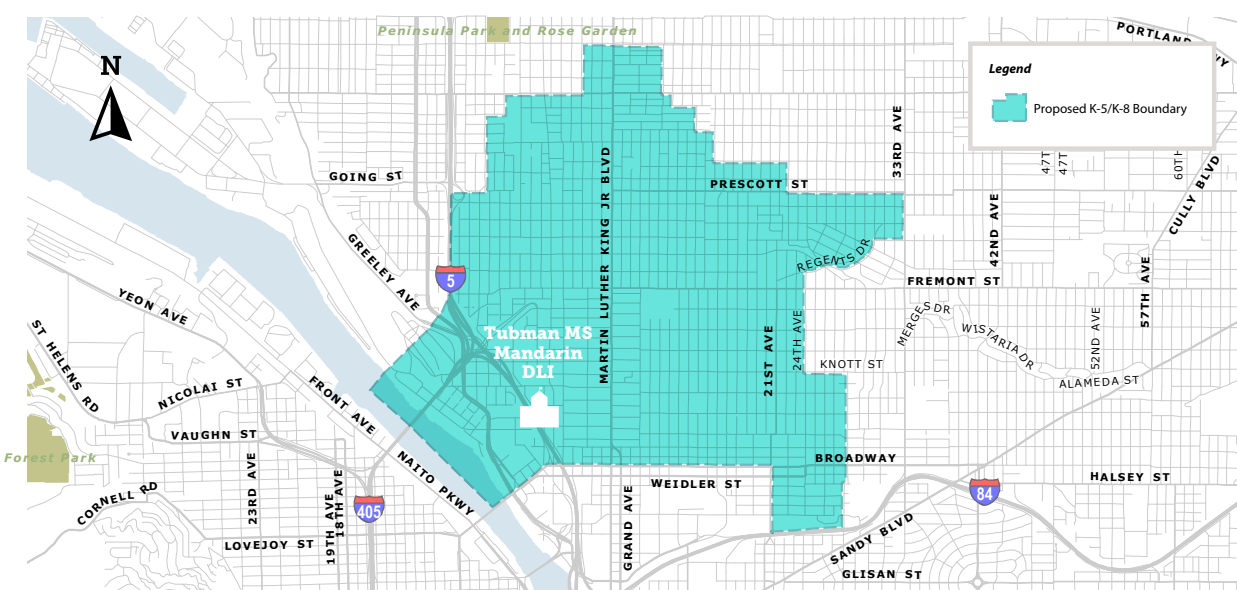 Peninsula Park and Rose Garden
PORTLAND
WY
N
Legend
Proposed K-5/K-8 Boundary
33RD AVE
47T
47T
60TH
CULLY BLVD
GOING ST
PRESCOTT ST
MARTIN LUTHER KING JR BLVD
42ND AVE
GREELEY AVE
REGENTS DR
5
FREMONT ST
57TH AVE
YEON AVE
MERGES DR
WISTARIA DR
52ND AVE
ST HELENS RD
Tubman MS
Mandarin
DLI
21ST AVE
24TH AVE
KNOTT ST
ALAMEDA ST
NICOLAI ST
FRONT AVE
VAUGHN ST
Forest Park
NAITO PKWY
BROADWAY
WEIDLER ST
HALSEY ST
CORNELL RD
23RD AVE
19TH AVE
18TH AVE
405
GRAND AVE
84
SANDY BLVD
LOVEJOY ST
GLISAN ST